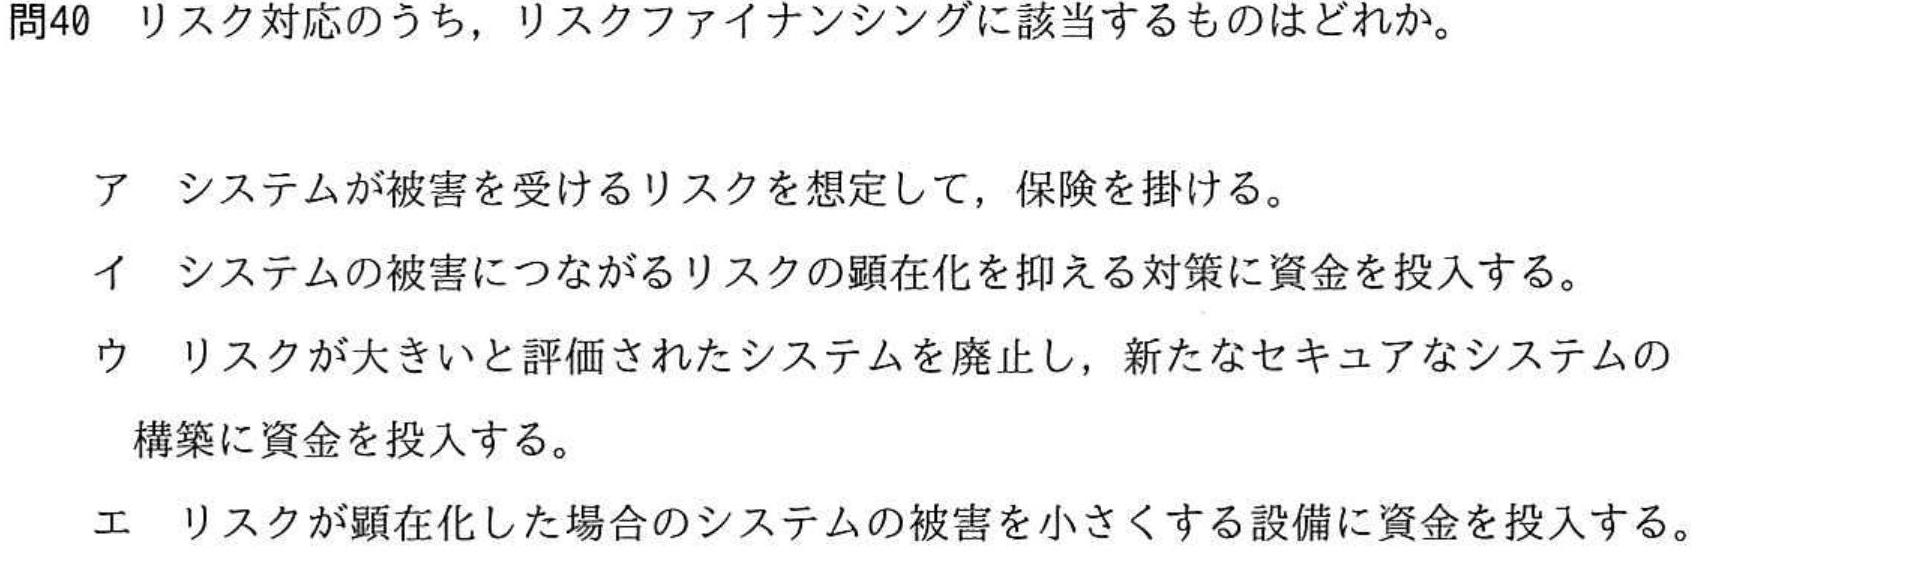 問40 リスク対応のうち，リスクファイナンシングに該当するものはどれか。
ア システムが被害を受けるリスクを想定して，保険を掛ける。
イ システムの被害につながるリスクの顕在化を抑える対策に資金を投入する。
ウ リスクが大きいと評価されたシステムを廃止し，新たなセキュアなシステムの
構築に資金を投入する。
エ リスクが顕在化した場合のシステムの被害を小さくする設備に資金を投入する。